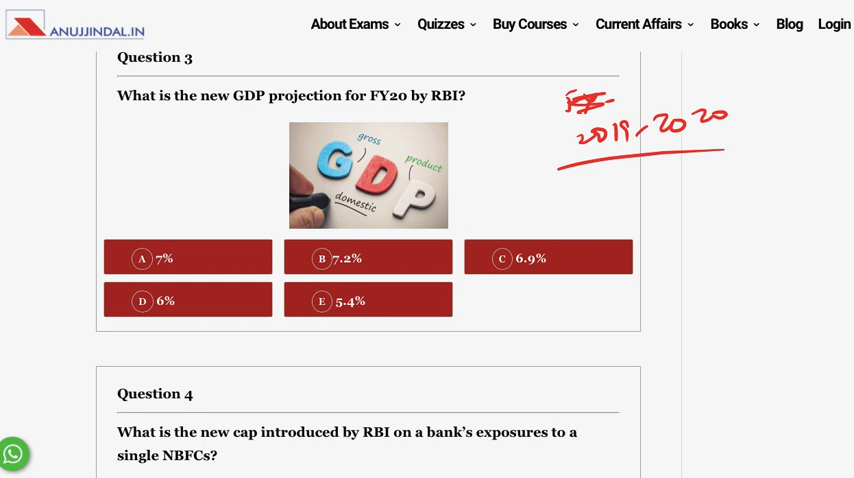 ANUJJINDAL.IN
About Exams Quizzes Buy Courses Current Affairs Books Blog Login
Question 3
What is the new GDP projection for FY20 by RBI?
2019-2020
gross
product
GDP
domestic
A 7%
B 7.2%
C 6.9%
D 6%
E 5.4%
Question 4
What is the new cap introduced by RBI on a bank's exposures to a
single NBFCs?